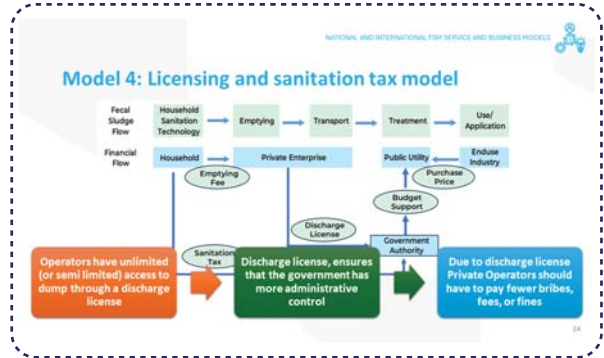 NATIONAL AND INTERNATIONAL FSM SERVICE AND BUSINESS MODELS
Model 4: Licensing and sanitation tax model
Fecal
Sludge
Flow
Household
Sanitation
Technology
Emptying
Transport
Treatment
Use/
Application
Financial
Flow
Household
Private Enterprise
Public Utility
Enduse
Industry
Emptying
Fee
Purchase
Price
Budget
Support
Discharge
License
Government
Authority
Sanitation
Tax
Operators have unlimited
(or semi limited) access to
dump through a discharge
license
Discharge license, ensures
that the government has
more administrative
control
Due to discharge license
Private Operators should
have to pay fewer bribes,
fees, or fines
24